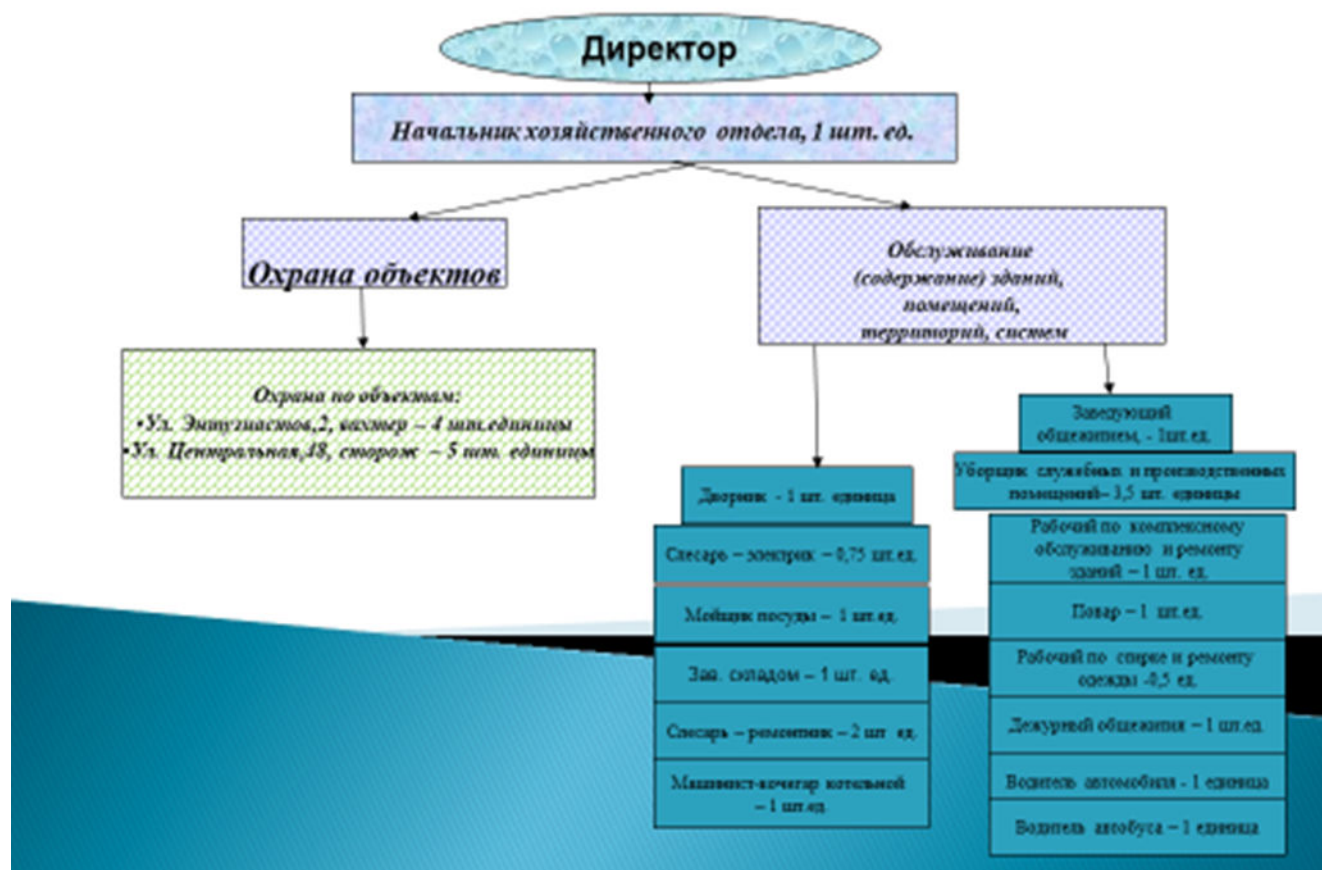 Директор
Начальник хозяйственного отдела, 1 шт. ед.
Охрана объектов
Обслуживание
(содержание) зданий,
помещений,
территорий, систем
Охрана по объектам:
•Ул. Энтузиастов,2, вахтер – 4 шт.единицы
•Ул. Центральная,48, сторож – 5 шт. единицы
Дворник - 1 шт. единица
Слесарь – электрик – 0,75 шт.ед.
Мойщик посуды – 1 шт.ед.
Зав. складом – 1 шт. ед.
Слесарь – ремонтник – 2 шт ед.
Машинист-кочегар котельной
– 1 шт.ед.
Заведующий
общежитием, - 1шт.ед.
Уборщик служебных и производственных
помещений– 3,5 шт. единицы
Рабочий по комплексному
обслуживанию и ремонту
зданий – 1 шт. ед.
Повар – 1 шт.ед.
Рабочий по стирке и ремонту
одежды -0,5 ед.
Дежурный общежития – 1 шт.ед.
Водитель автомобиля - 1 единица
Водитель автобуса – 1 единица